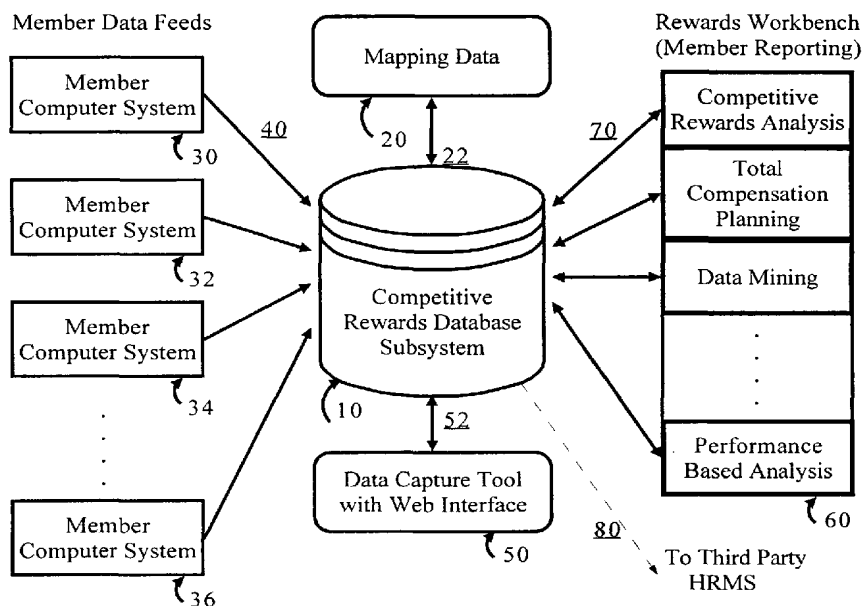 Member Data Feeds
Member
Computer System
30
Member
Computer System
32
Member
Computer System
34
.
.
.
.
Member
Computer System
36
40
Mapping Data
20
22
Competitive
Rewards Database
Subsystem
10
52
Data Capture Tool
with Web Interface
50
70
80
To Third Party
HRMS
Rewards Workbench
(Member Reporting)
Competitive
Rewards Analysis
Total
Compensation
Planning
Data Mining
.
.
.
.
Performance
Based Analysis
60